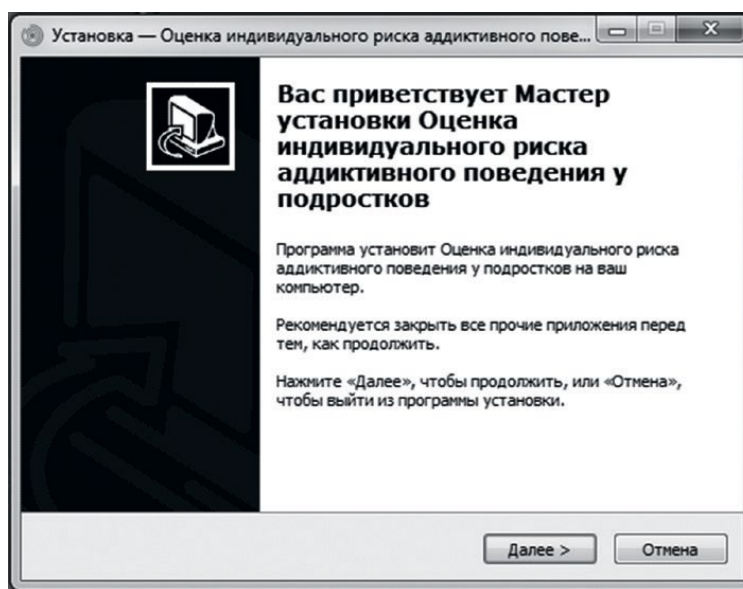 Установка — Оценка индивидуального риска аддиктивного пове...
Вас приветствует Мастер
установки Оценка
индивидуального риска
аддиктивного поведения у
подростков
Программа установит Оценка индивидуального риска
аддиктивного поведения у подростков на ваш
компьютер.
Рекомендуется закрыть все прочие приложения перед
тем, как продолжить.
Нажмите «Далее», чтобы продолжить, или «Отмена»,
чтобы выйти из программы установки.
Далее >
Отмена